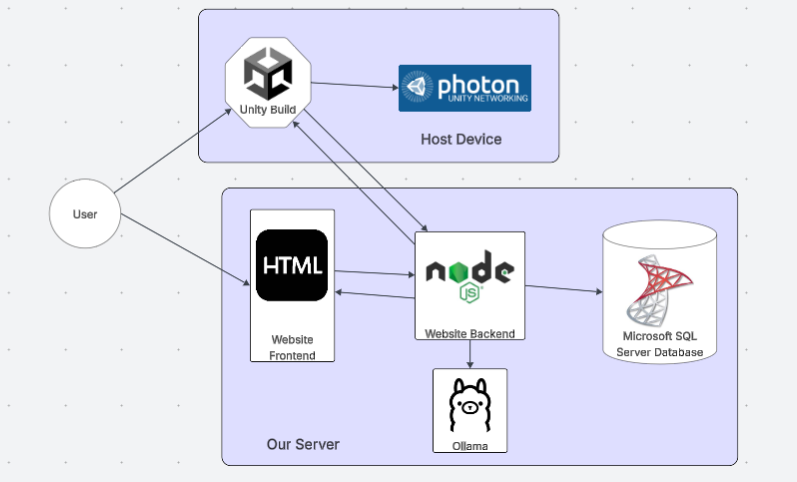 Unity Build
photon
UNITY NETWORKING
Host Device
User
HTML
Website
Frontend
node
JS
Website Backend
Microsoft SQL
Server Database
Ollama
Our Server